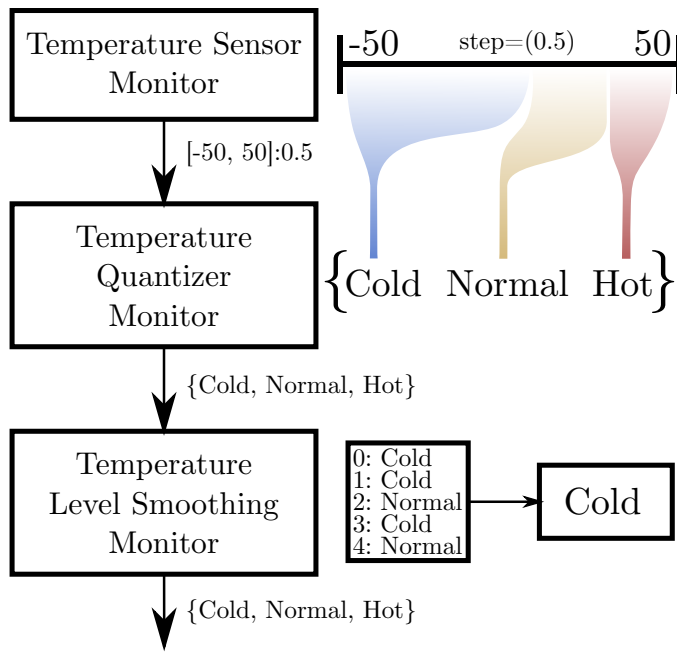 Temperature Sensor
Monitor
-50 step=(0.5) 50
[-50, 50]:0.5
Temperature
Quantizer
Monitor
{Cold Normal Hot}
{Cold, Normal, Hot}
Temperature
Level Smoothing
Monitor
0: Cold
1: Cold
2: Normal
3: Cold
4: Normal
Cold
{Cold, Normal, Hot}